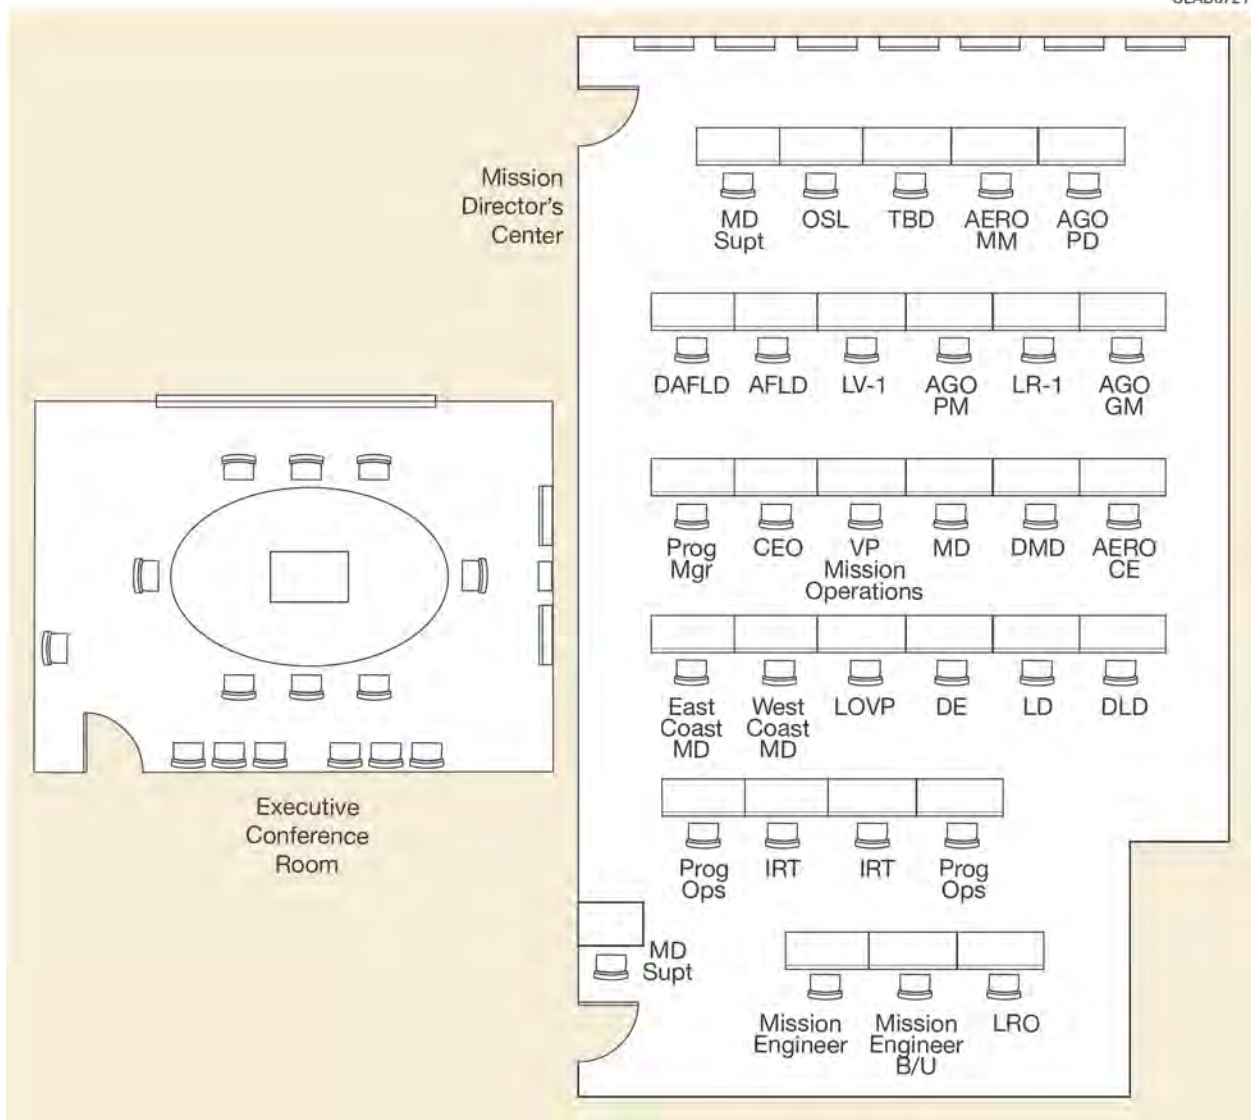 Mission
Director's
Center
MD
Supt
OSL
TBD
AERO
MM
AGO
PD
DAFLD
AFLD
LV-1
AGO
PM
LR-1
AGO
GM
Prog
Mgr
CEO
VP
Mission
Operations
MD
DMD
AERO
CE
East
Coast
MD
West
Coast
MD
LOVP
DE
LD
DLD
Executive
Conference
Room
Prog
Ops
IRT
IRT
Prog
Ops
MD
Supt
Mission
Engineer
Mission
Engineer
B/U
LRO